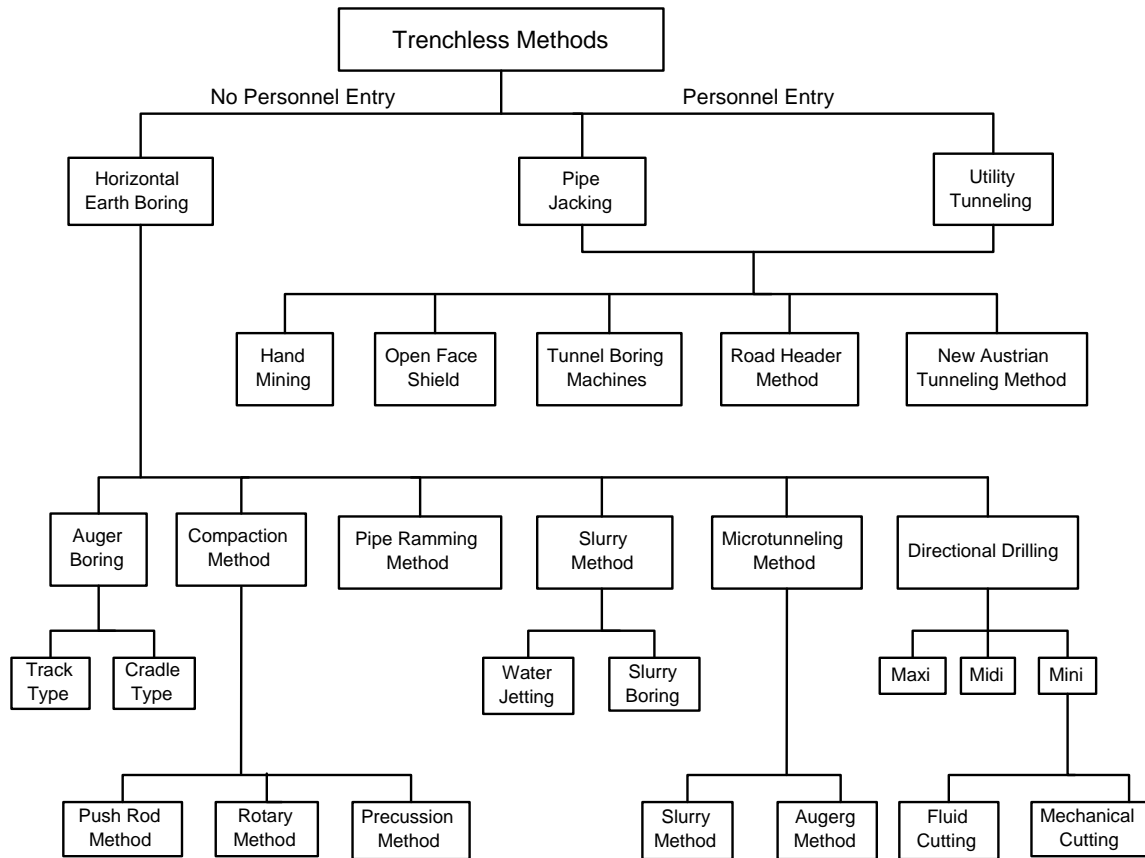 Trenchless Methods
No Personnel Entry
Personnel Entry
Horizontal
Earth Boring
Pipe
Jacking
Utility
Tunneling
Hand
Mining
Open Face
Shield
Tunnel Boring
Machines
Road Header
Method
New Austrian
Tunneling Method
Auger
Boring
Compaction
Method
Pipe Ramming
Method
Slurry
Method
Microtunneling
Method
Directional Drilling
Track
Type
Cradle
Type
Water
Jetting
Slurry
Boring
Maxi
Midi
Mini
Push Rod
Method
Rotary
Method
Precussion
Method
Slurry
Method
Augerg
Method
Fluid
Cutting
Mechanical
Cutting